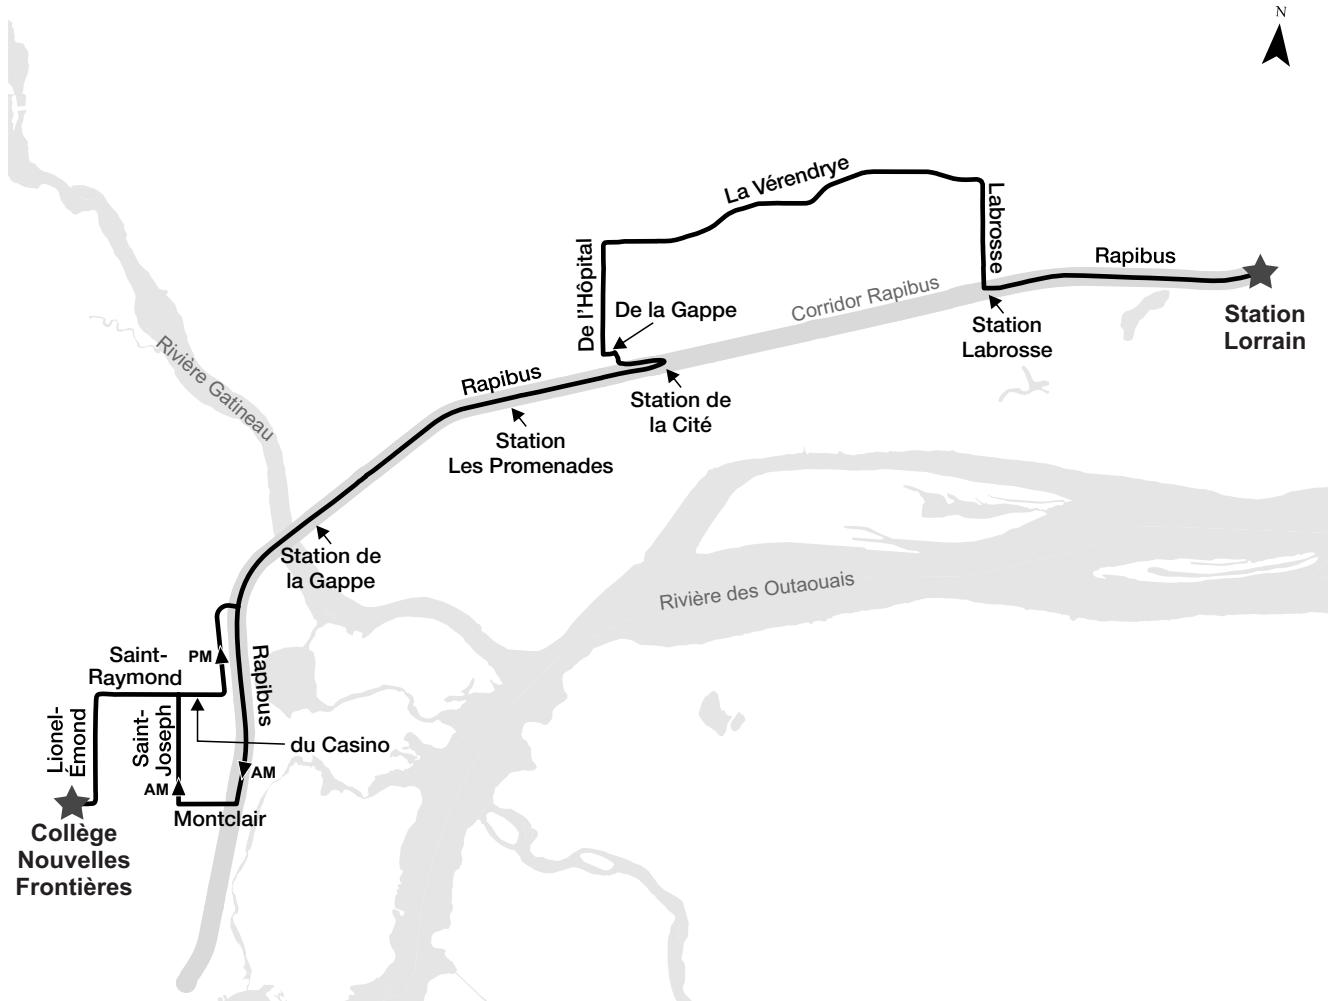 N
La Vérendrye
Labrosse
De l'Hôpital
Rapibus
Corridor Rapibus
De la Gappe
Station
Lorrain
Station
Labrosse
Rivière Gatineau
Rapibus
Station de
la Cité
Station
Les Promenades
Station de
la Gappe
Rivière des Outaouais
Saint-
Raymond
PM
Rapibus
Lionel-
Émond
Saint-
Joseph
du Casino
AM
AM
Montclair
Collège
Nouvelles
Frontières